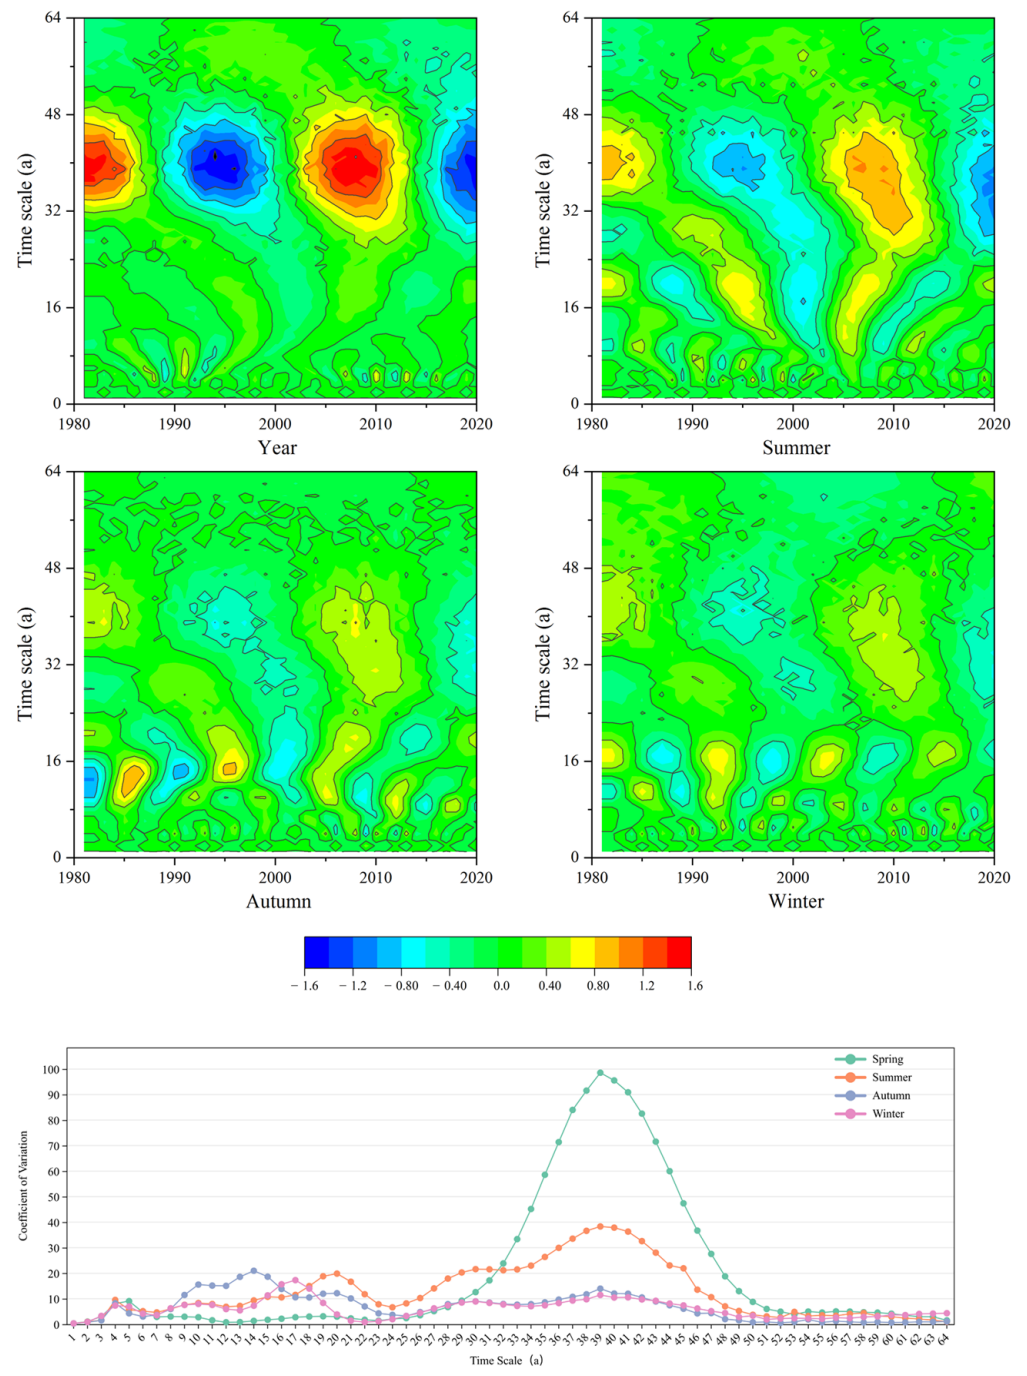 64
48
32
16
0
Time scale (a)
1980 1990 2000 2010 2020
Year
64
48
32
16
0
Time scale (a)
1980 1990 2000 2010 2020
Summer
64
48
32
16
0
Time scale (a)
1980 1990 2000 2010 2020
Autumn
64
48
32
16
0
Time scale (a)
1980 1990 2000 2010 2020
Winter
− 1.6 − 1.2 − 0.80 − 0.40 0.0 0.40 0.80 1.2 1.6
100
90
80
70
60
50
40
30
20
10
0
Coefficient of Variation
Spring
Summer
Autumn
Winter
1 2 3 4 5 6 7 8 9 10 11 12 13 14 15 16 17 18 19 20 21 22 23 24 25 26 27 28 29 30 31 32 33 34 35 36 37 38 39 40 41 42 43 44 45 46 47 48 49 50 51 52 53 54 55 56 57 58 59 60 61 62 63 64
Time Scale (a)